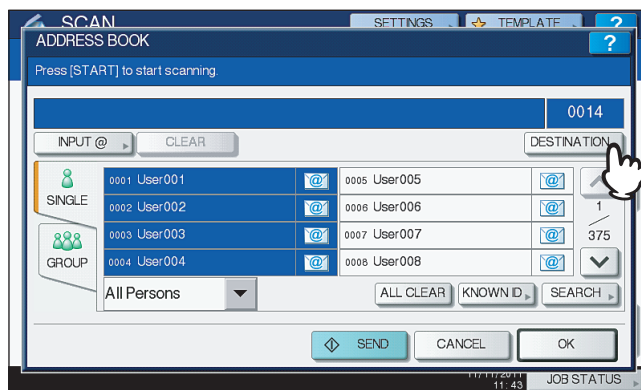 SCAN SETTINGS TEMPLATE ?
ADDRESS BOOK ?
Press [START] to start scanning.
0014
INPUT @ CLEAR DESTINATION
SINGLE
0001 User001 @ 0005 User005 @
0002 User002 @ 0006 User006 @
1
0003 User003 @ 0007 User007 @
375
GROUP
0004 User004 @ 0008 User008 @
All Persons ALL CLEAR KNOWN ID SEARCH
SEND CANCEL OK
11/11/2011
11:43 JOB STATUS